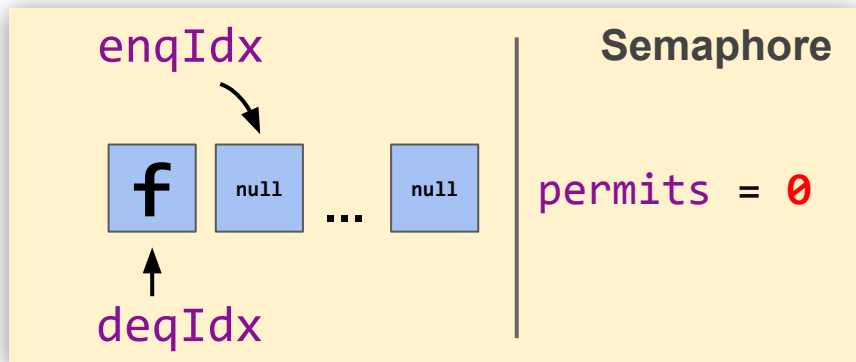 enqIdx
f
null
...
null
deqIdx
Semaphore
permits = 0